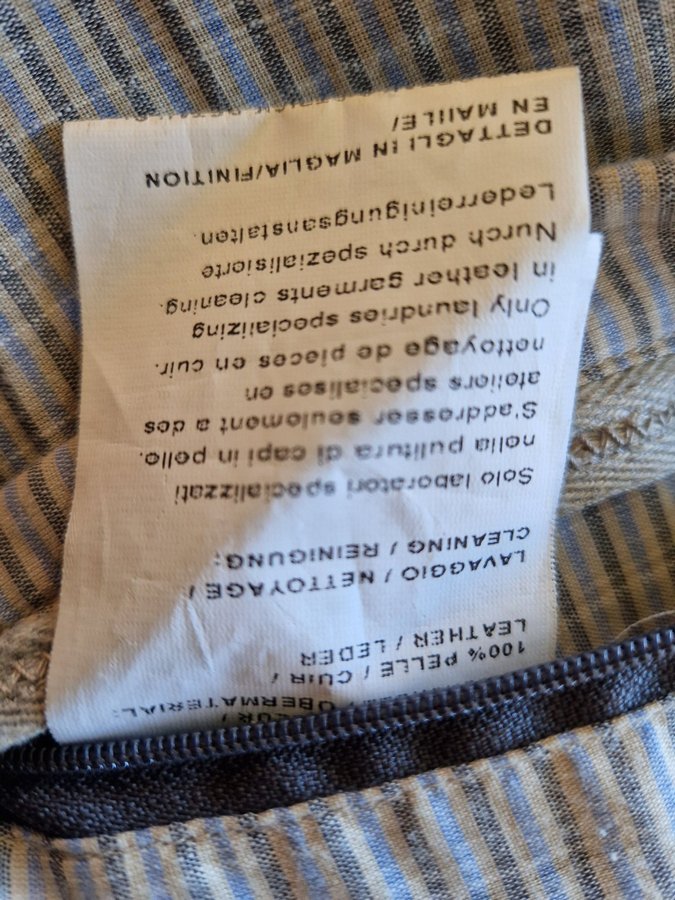 OBERMATERIAL:
100% PELLE / CUIR /
LEATHER / LEDER
LAVAGGIO / NETTOYAGE /
CLEANING / REINIGUNG:
Solo laboratori specializzati
nella pulitura di capi in pelle.
S'addresser seulement a des
ateliers specialises en
nettoyage de pieces en cuir.
Only laundries specializing
in leather garments cleaning.
Nurch durch spezialisierte
Lederreinigungsanstalten.
DETTAGLI IN MAGLIA/FINITION
EN MAIILE/